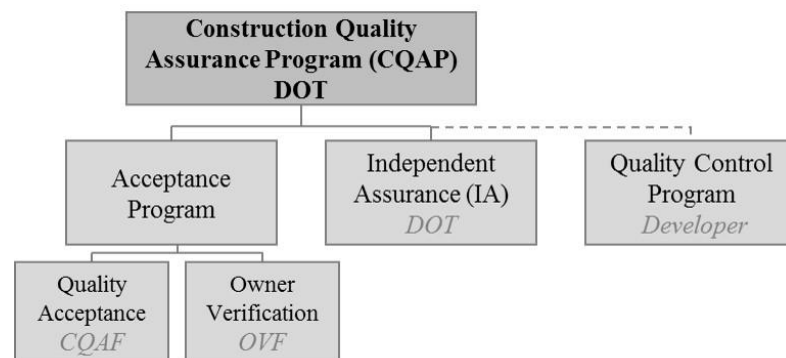 Construction Quality
Assurance Program (CQAP)
DOT
Acceptance
Program
Independent
Assurance (IA)
DOT
Quality Control
Program
Developer
Quality
Acceptance
CQAF
Owner
Verification
OVF